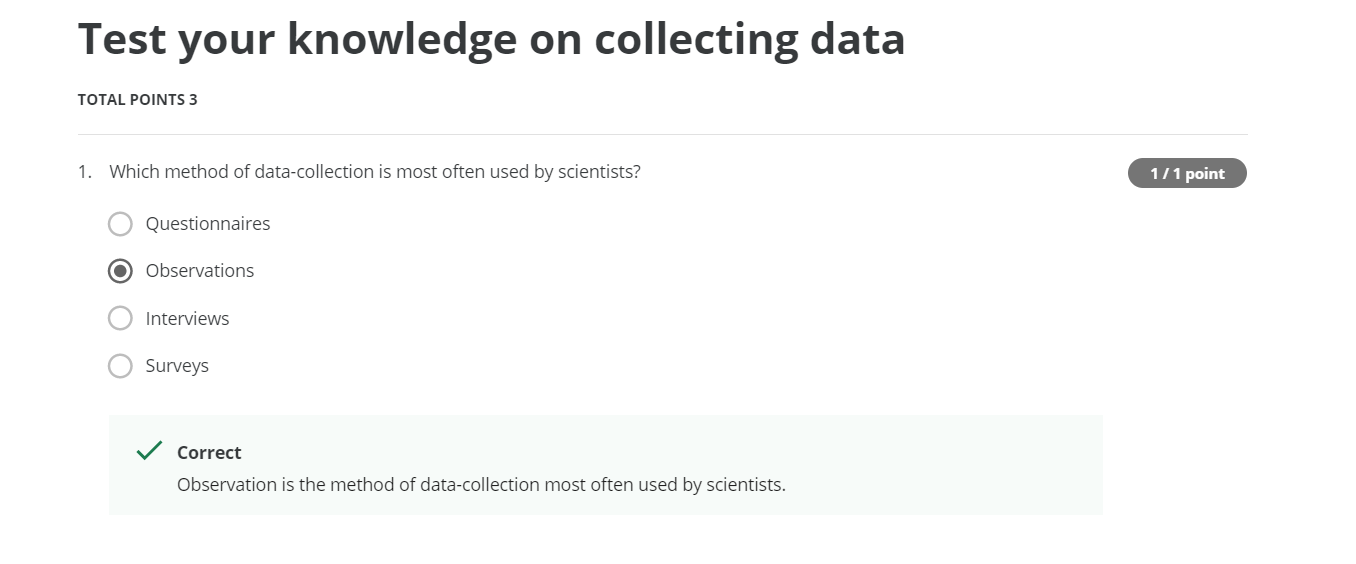 Test your knowledge on collecting data
TOTAL POINTS 3
1. Which method of data-collection is most often used by scientists?
1 / 1 point
Questionnaires
Observations
Interviews
Surveys
Correct
Observation is the method of data-collection most often used by scientists.